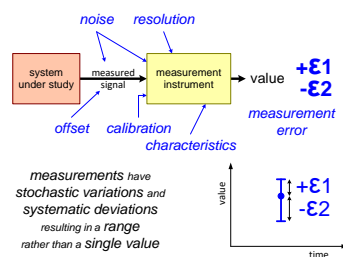 noise
resolution
system
under study
measured
signal
measurement
instrument
value
+ε1
-ε2
measurement
error
offset
calibration
characteristics
measurements have
stochastic variations and
systematic deviations
resulting in a range
rather than a single value
value
+ε1
-ε2
time